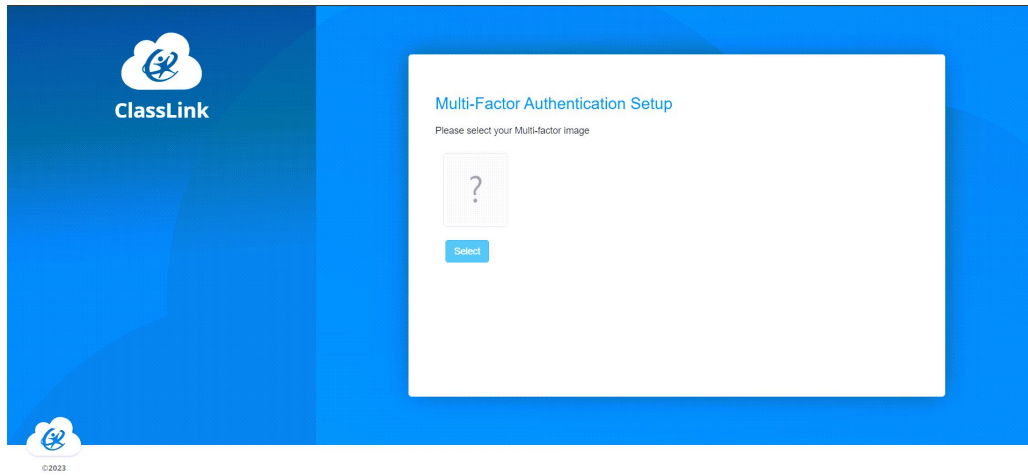 ClassLink
Multi-Factor Authentication Setup
Please select your Multi-factor image
?
Select
©2023